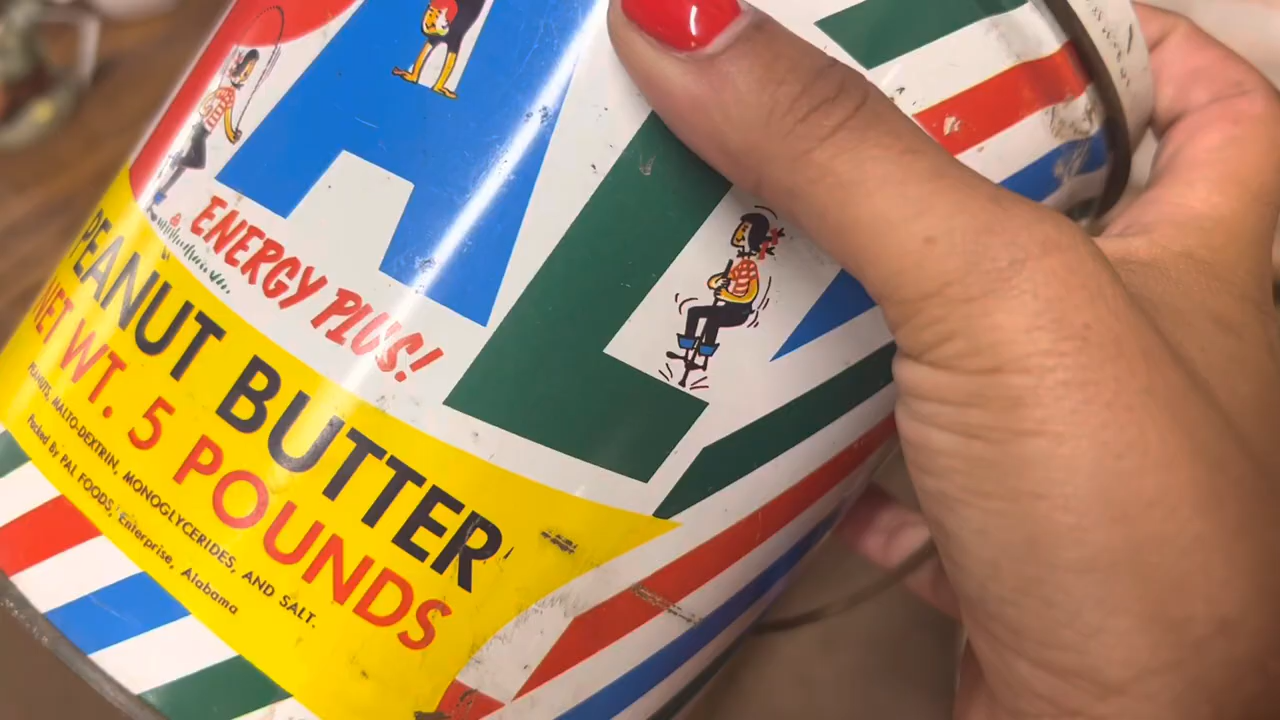 AL
ENERGY PLUS!
PEANUT BUTTER
NET WT. 5 POUNDS
PEANUTS, MALTO-DEXTRIN, MONOGLYCERIDES, AND SALT.
Packed By PAL FOODS, Enterprise, Alabama